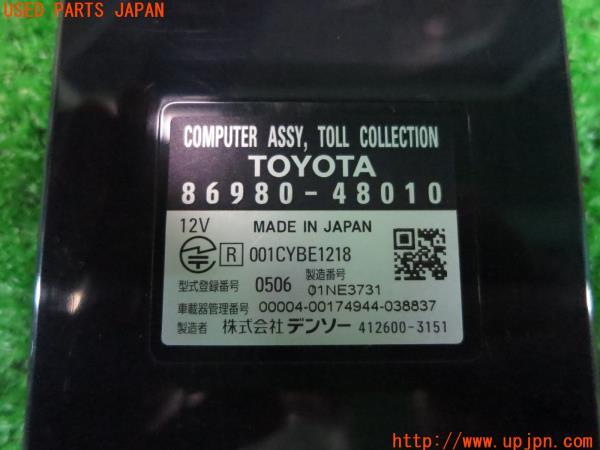 USED PARTS JAPAN
COMPUTER ASSY, TOLL COLLECTION
TOYOTA
86980-48010
12V MADE IN JAPAN
R 001CYBE1218
型式登録番号 0506 製造番号 01NE3731
車載器管理番号 00004-00174944-038837
製造者 株式会社 デンソー 412600-3151
http://www.upjpn.com/